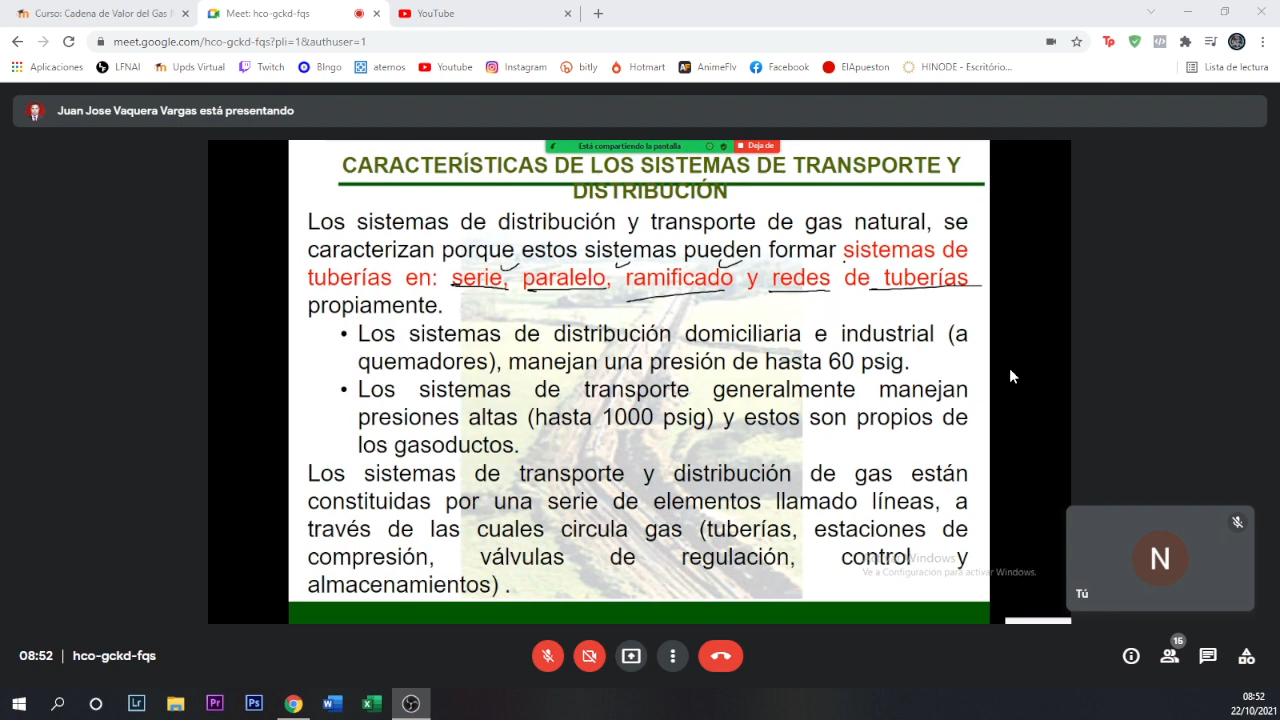 Curso: Cadena de Valor del Gas
Meet: hco-gckd-fqs
YouTube
meet.google.com/hco-gckd-fqs?pli=1&authuser=1
Aplicaciones
LFNAI
Upds Virtual
Twitch
BIngo
aternos
Youtube
Instagram
bitly
Hotmart
AnimeFlv
Facebook
ElApueston
HINODE - Escritório...
Lista de lectura
Juan Jose Vaquera Vargas está presentando
Está compartiendo la pantalla
Deja de
CARACTERÍSTICAS DE LOS SISTEMAS DE TRANSPORTE Y
DISTRIBUCIÓN
Los sistemas de distribución y transporte de gas natural, se
caracterizan porque estos sistemas pueden formar sistemas de
tuberías en: serie, paralelo, ramificado y redes de tuberías
propiamente.
• Los sistemas de distribución domiciliaria e industrial (a
quemadores), manejan una presión de hasta 60 psig.
• Los sistemas de transporte generalmente manejan
presiones altas (hasta 1000 psig) y estos son propios de
los gasoductos.
Los sistemas de transporte y distribución de gas están
constituidas por una serie de elementos llamado líneas, a
través de las cuales circula gas (tuberías, estaciones de
compresión, válvulas de regulación, control y
almacenamientos) .
Windows
Ve a Configuración para activar Windows.
N
Tú
08:52 | hco-gckd-fqs
16
Lr
Pr
Ps
08:52
22/10/2021